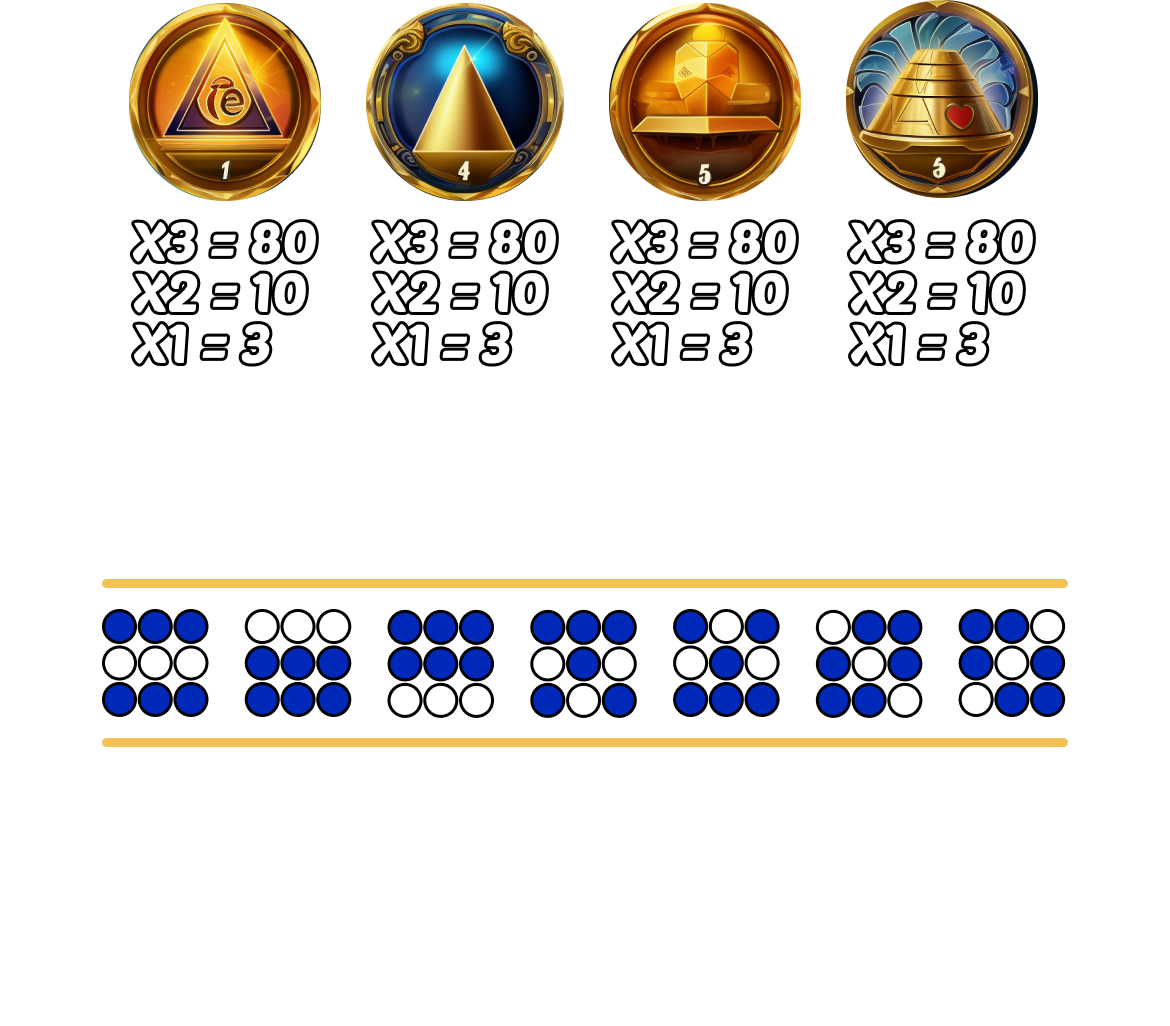 1 4 5 6
X3 = 80 X3 = 80 X3 = 80 X3 = 80
X2 = 10 X2 = 10 X2 = 10 X2 = 10
X1 = 3 X1 = 3 X1 = 3 X1 = 3